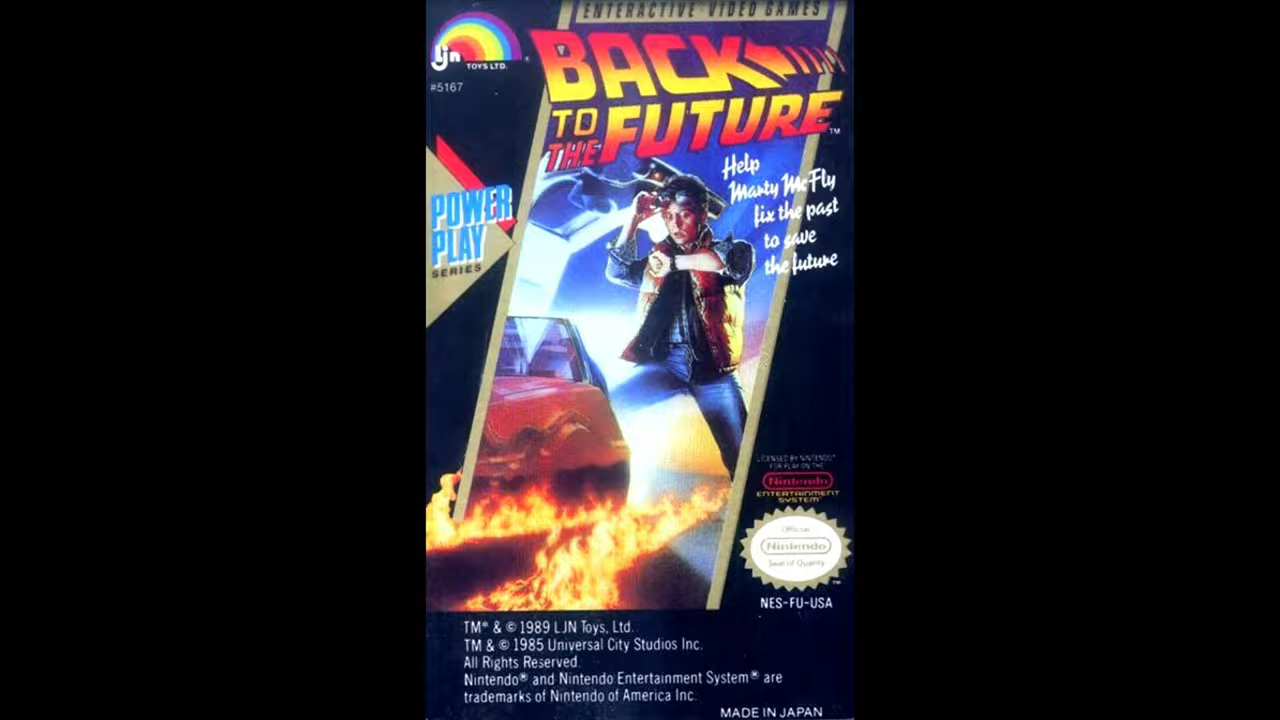 ENTERACTIVE VIDEO GAMES
LJN
TOYS LTD.
®
#5167
BACK
TO
THE FUTURE™
Help
Marty McFly
fix the past
to save
the future
POWER
PLAY
SERIES
LICENSED BY NINTENDO®
FOR PLAY ON THE
Nintendo
ENTERTAINMENT
SYSTEM®
Official
Nintendo
Seal of Quality
™
NES-FU-USA
TM* & © 1989 LJN Toys, Ltd.
TM & © 1985 Universal City Studios Inc.
All Rights Reserved.
Nintendo® and Nintendo Entertainment System® are
trademarks of Nintendo of America Inc.
MADE IN JAPAN